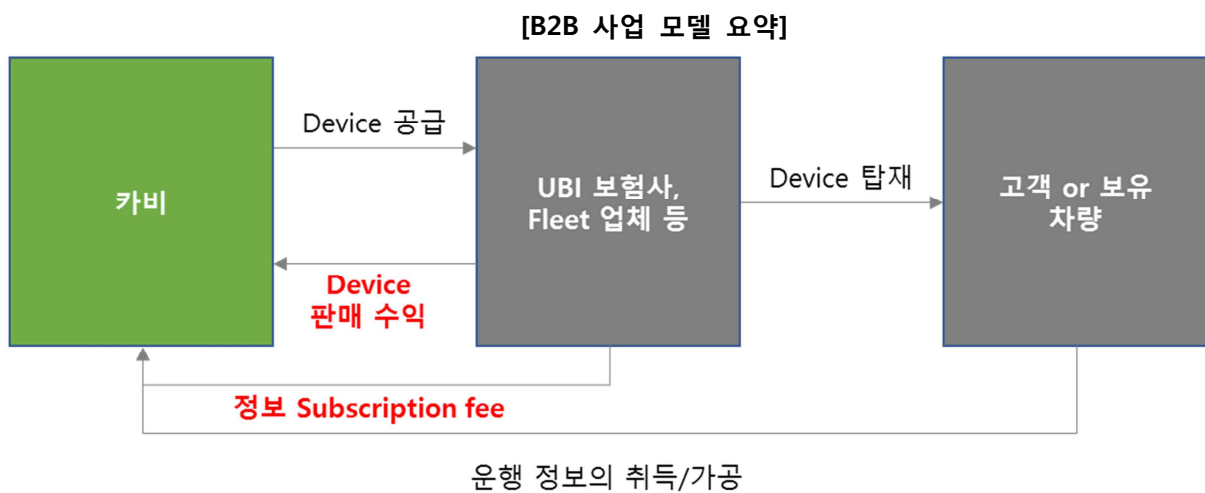 [B2B 사업 모델 요약]
카비
Device 공급
UBI 보험사,
Fleet 업체 등
Device 탑재
고객 or 보유
차량
Device
판매 수익
정보 Subscription fee
운행 정보의 취득/가공